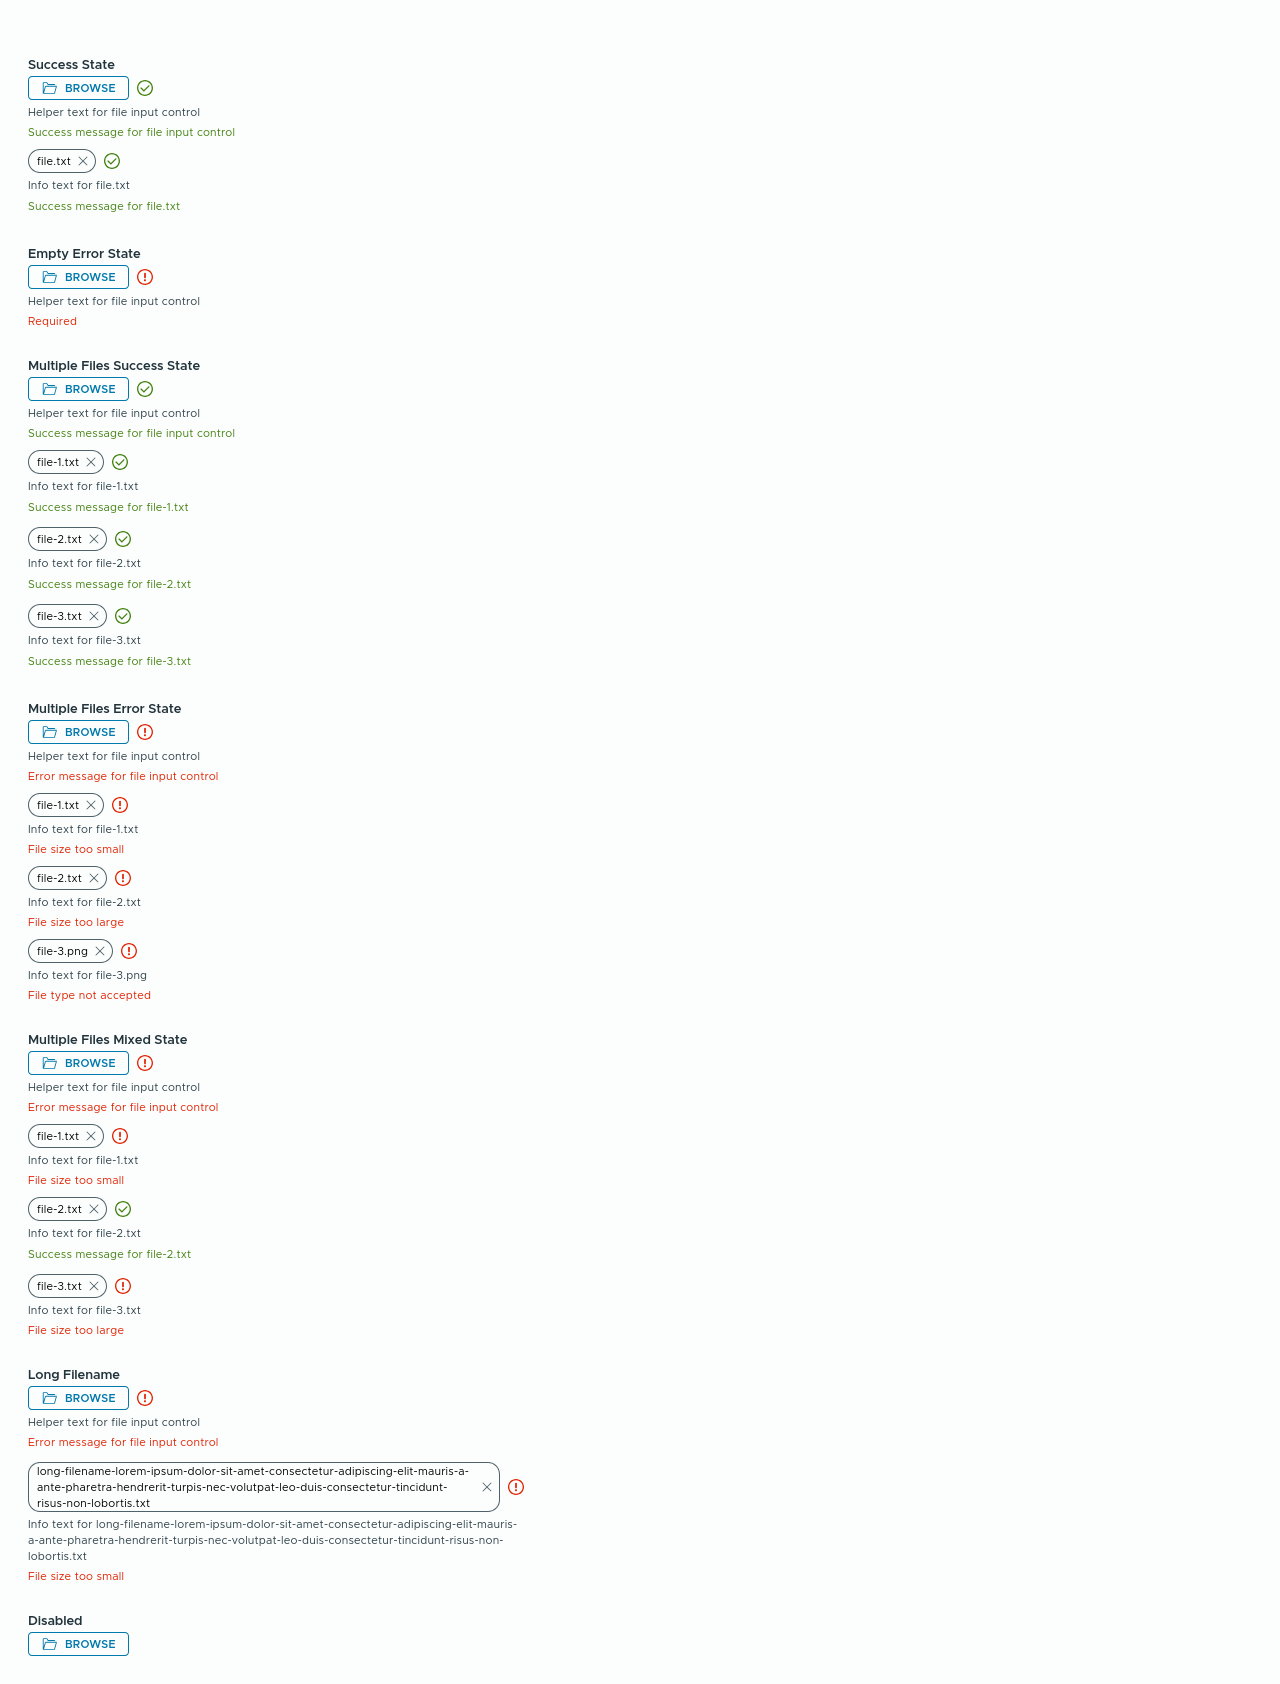 Success State
BROWSE
Helper text for file input control
Success message for file input control
file.txt
Info text for file.txt
Success message for file.txt
Empty Error State
BROWSE
Helper text for file input control
Required
Multiple Files Success State
BROWSE
Helper text for file input control
Success message for file input control
file-1.txt
Info text for file-1.txt
Success message for file-1.txt
file-2.txt
Info text for file-2.txt
Success message for file-2.txt
file-3.txt
Info text for file-3.txt
Success message for file-3.txt
Multiple Files Error State
BROWSE
Helper text for file input control
Error message for file input control
file-1.txt
Info text for file-1.txt
File size too small
file-2.txt
Info text for file-2.txt
File size too large
file-3.png
Info text for file-3.png
File type not accepted
Multiple Files Mixed State
BROWSE
Helper text for file input control
Error message for file input control
file-1.txt
Info text for file-1.txt
File size too small
file-2.txt
Info text for file-2.txt
Success message for file-2.txt
file-3.txt
Info text for file-3.txt
File size too large
Long Filename
BROWSE
Helper text for file input control
Error message for file input control
long-filename-lorem-ipsum-dolor-sit-amet-consectetur-adipiscing-elit-mauris-a-
ante-pharetra-hendrerit-turpis-nec-volutpat-leo-duis-consectetur-tincidunt-
risus-non-lobortis.txt
Info text for long-filename-lorem-ipsum-dolor-sit-amet-consectetur-adipiscing-elit-mauris-
a-ante-pharetra-hendrerit-turpis-nec-volutpat-leo-duis-consectetur-tincidunt-risus-non-
lobortis.txt
File size too small
Disabled
BROWSE